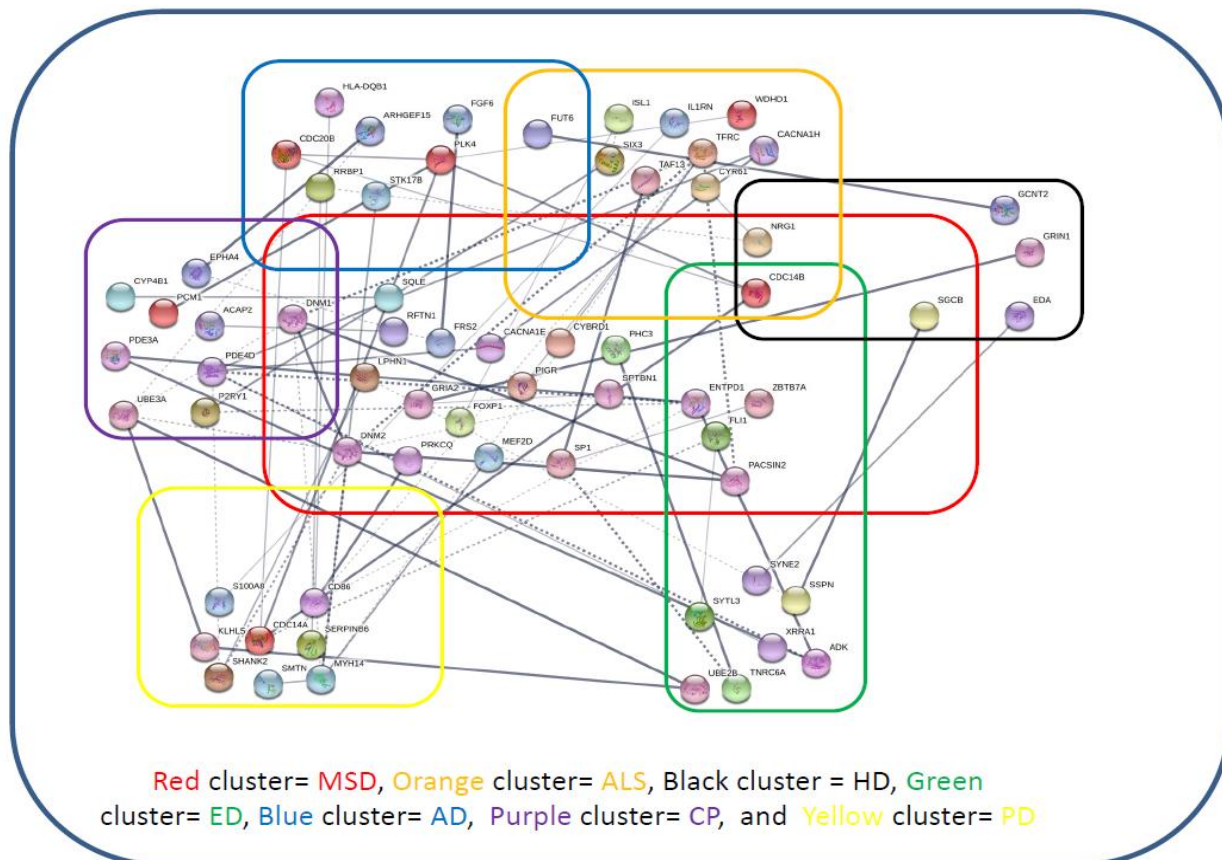 HLA-DQB1
ARHGEF15
FGF6
CDC20B
PLK4
RRBP1
STK17B
FUT6
ISL1
IL1RN
WDHD1
SIX3
TFRC
CACNA1H
TAF13
CYR61
NRG1
GCNT2
GRIN1
CDC14B
SGCB
EDA
EPHA4
CYP4B1
PCM1
ACAP2
SQLE
DNM1
RFTN1
FRS2
CACNA1E
CYBRD1
PHC3
PDE3A
PDE4D
LPHN1
PIGR
SPTBN1
GRIA2
ENTPD1
ZBTB7A
UBE3A
P2RY1
FOXP1
FLI1
DNM2
PRKCQ
MEF2D
SP1
PACSIN2
S100A8
CD86
SYNE2
SSPN
KLHL5
CDC14A
SERPINB6
SYTL3
XRRA1
ADK
SHANK2
SMTN
MYH14
UBE2B
TNRC6A
Red cluster= MSD, Orange cluster= ALS, Black cluster = HD, Green
cluster= ED, Blue cluster= AD, Purple cluster= CP, and Yellow cluster= PD